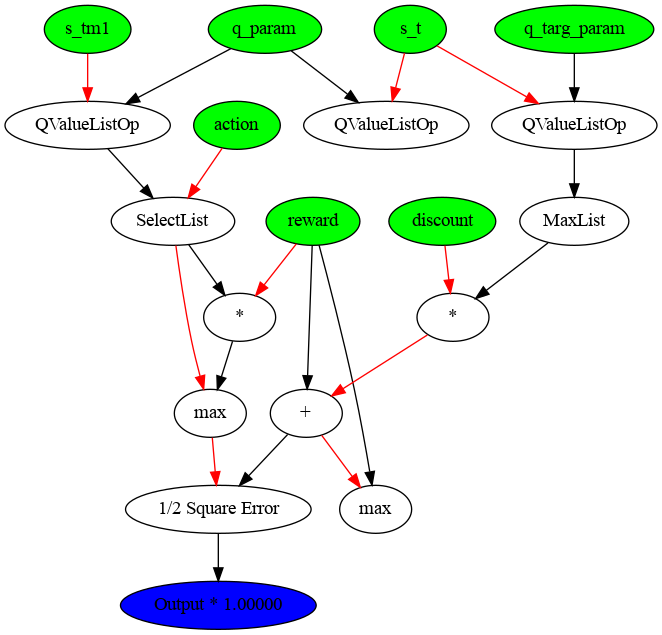 s_tm1
q_param
s_t
q_targ_param
QValueListOp
action
QValueListOp
QValueListOp
SelectList
reward
discount
MaxList
*
*
max
+
1/2 Square Error
max
Output * 1.00000